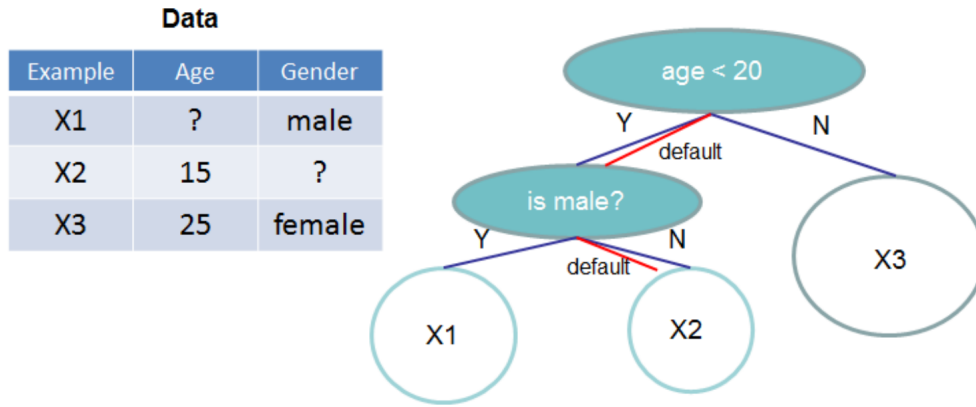 Data
Example Age Gender
X1 ? male
X2 15 ?
X3 25 female
age < 20
Y N
default
is male?
Y N
default
X1 X2 X3